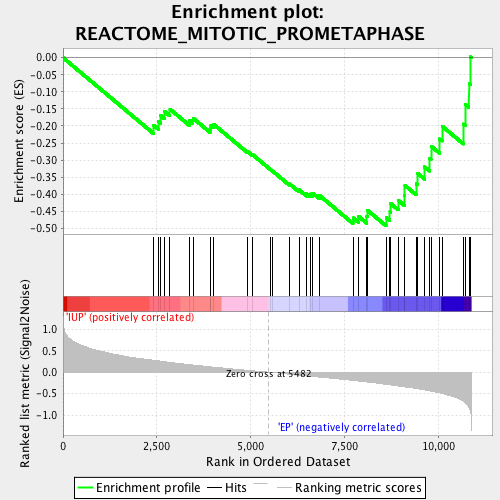 Enrichment plot:
REACTOME_MITOTIC_PROMETAPHASE
Enrichment score (ES)
0.00
-0.05
-0.10
-0.15
-0.20
-0.25
-0.30
-0.35
-0.40
-0.45
-0.50
Ranked list metric (Signal2Noise)
'IUP' (positively correlated)
1.0
0.5
0.0
-0.5
-1.0
Zero cross at 5482
'EP' (negatively correlated)
0
2,500
5,000
7,500
10,000
Rank in Ordered Dataset
Enrichment profile
Hits
Ranking metric scores